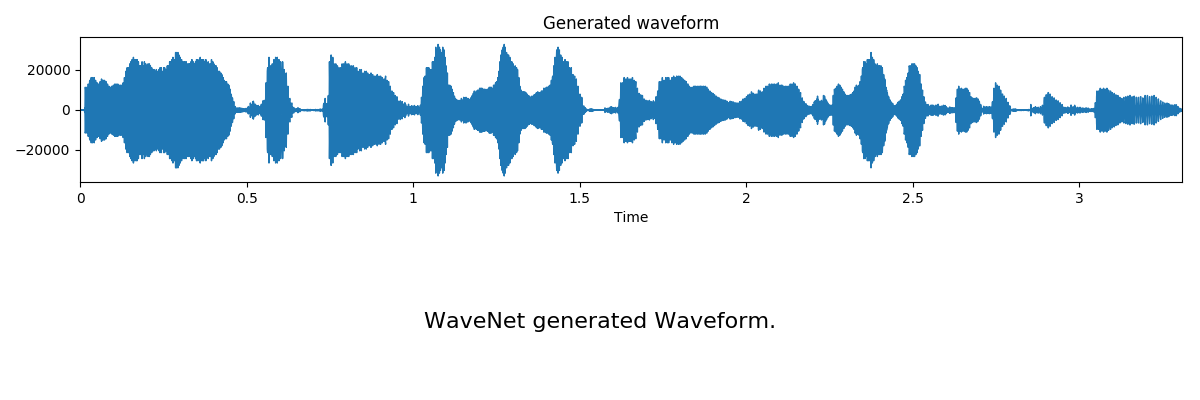 Generated waveform
20000
0
−20000
0 0.5 1 1.5 2 2.5 3
Time
WaveNet generated Waveform.